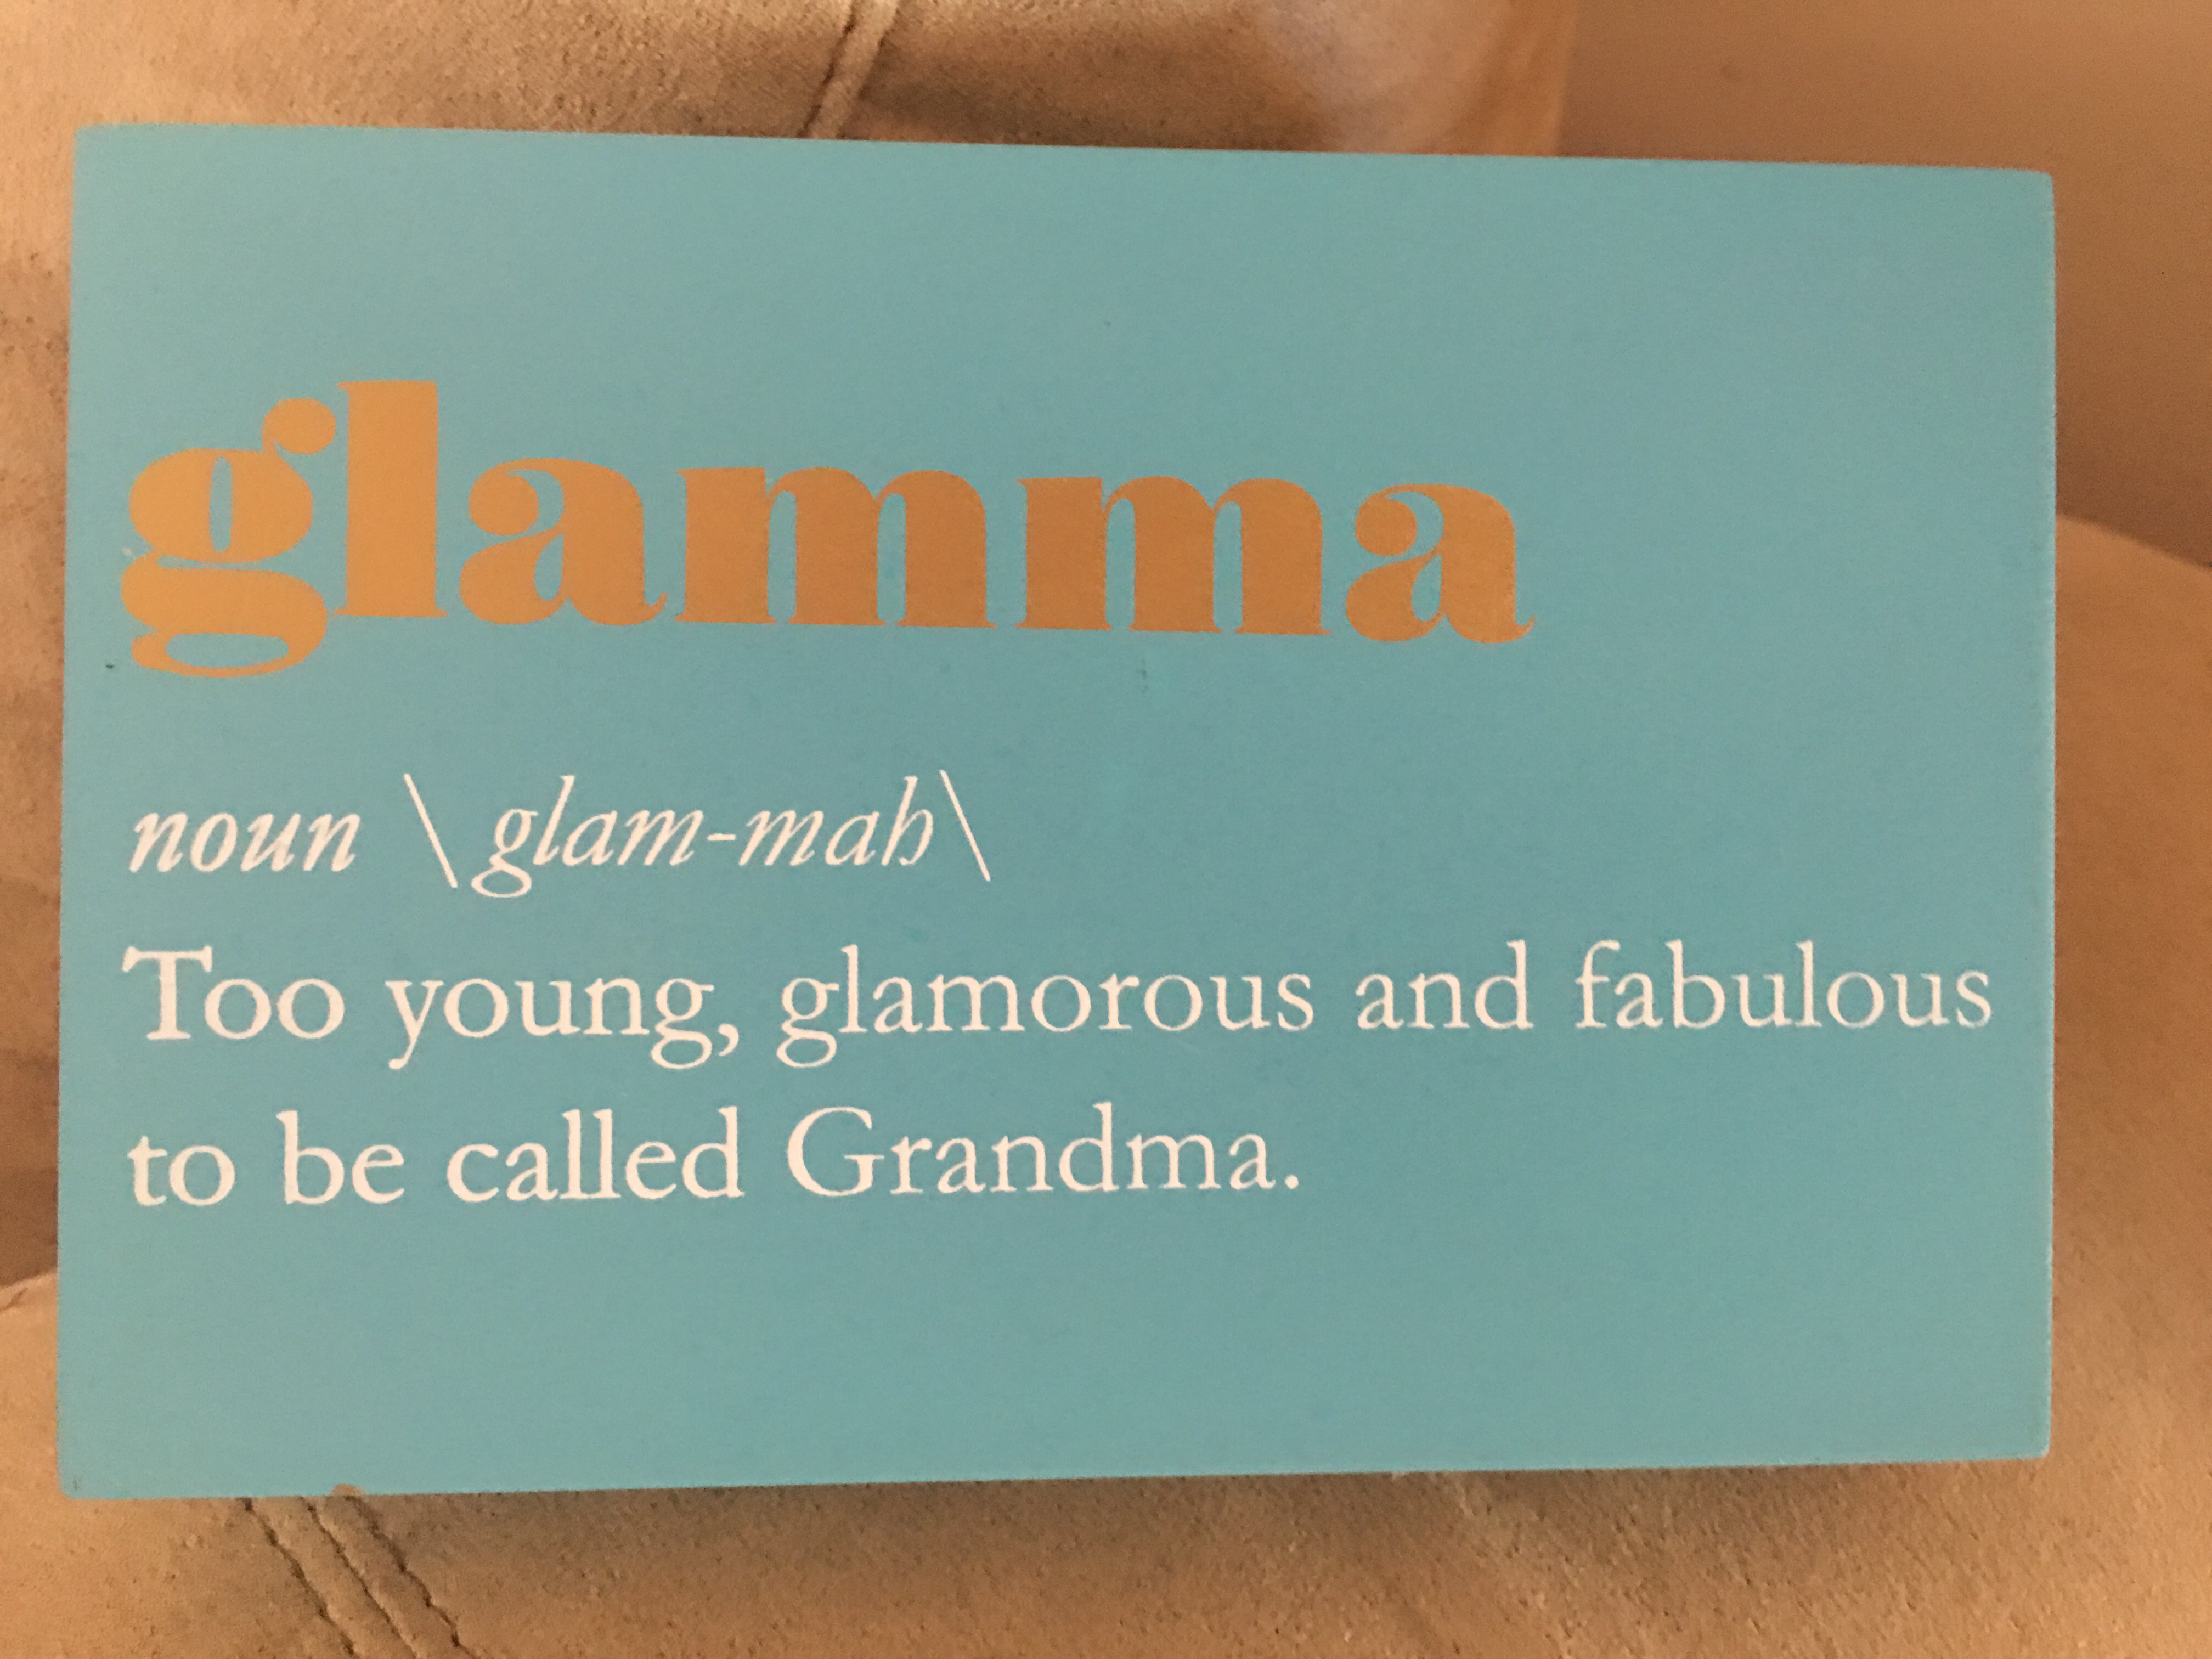 glamma
noun \glam-mah\
Too young, glamorous and fabulous
to be called Grandma.